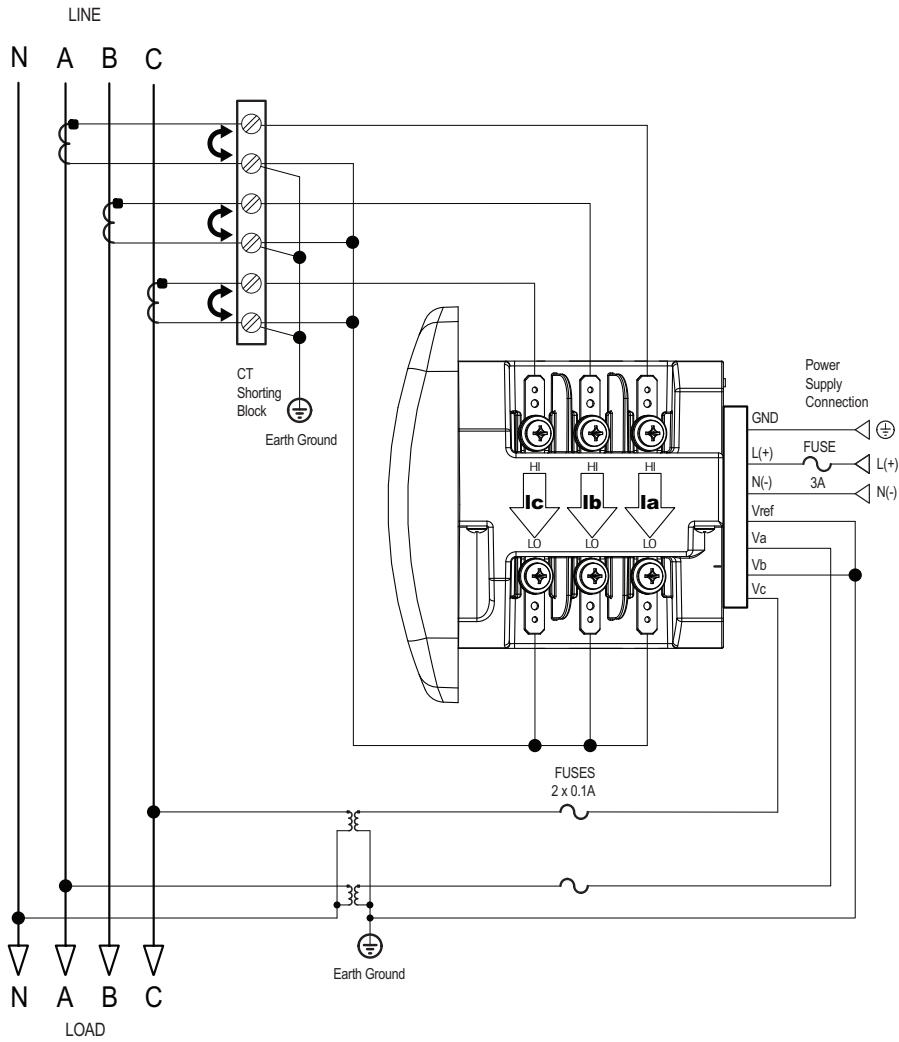 LINE
N A B C
CT
Shorting
Block
Earth Ground
Power
Supply
Connection
GND
L(+) FUSE L(+)
N(-) 3A N(-)
Vref
Va
Vb
Vc
HI HI HI
Ic Ib Ia
LO LO LO
FUSES
2 x 0.1A
Earth Ground
N A B C
LOAD